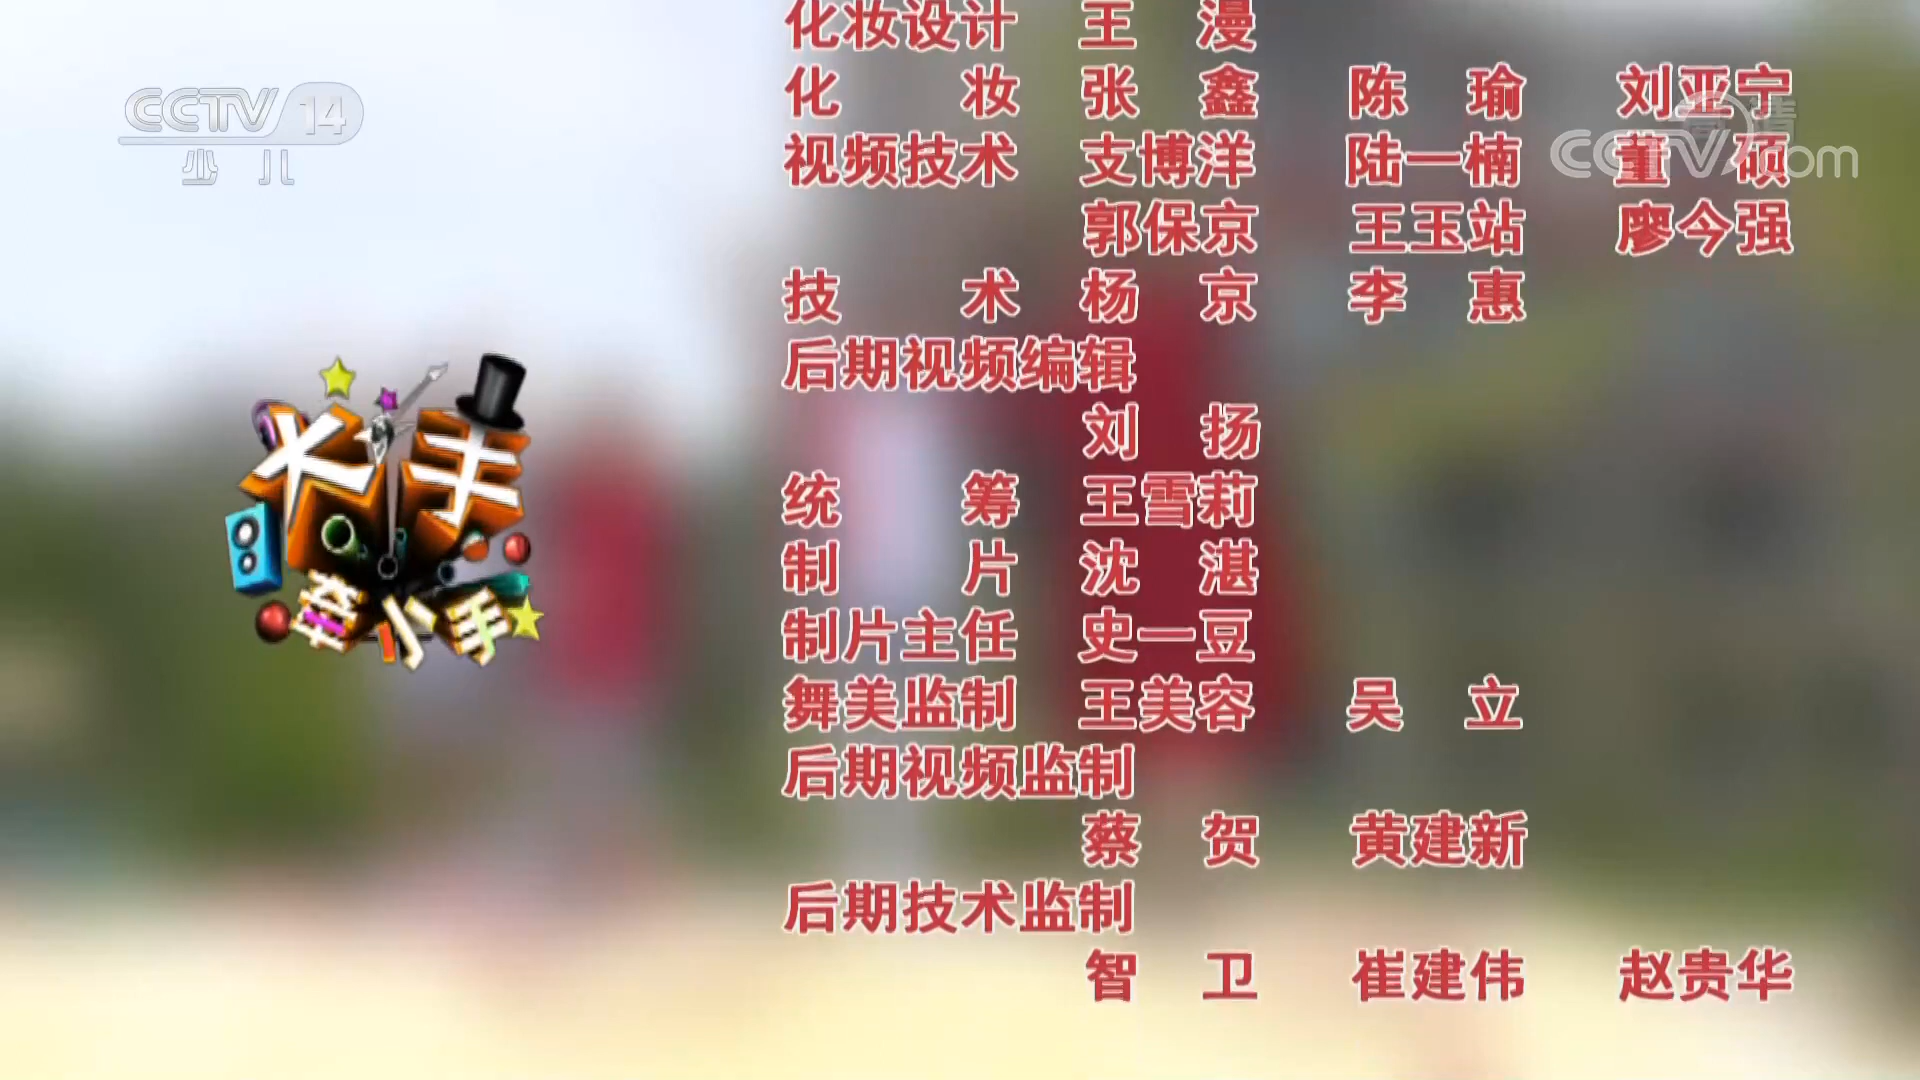 化妆设计 王 漫
化 妆 张 鑫 陈 瑜 刘亚宁
CCTV 14
少儿
高清
CCTV.com
视频技术 支博洋 陆一楠 董 硕
郭保京 王玉站 廖今强
技 术 杨 京 李 惠
后期视频编辑
刘 扬
大手
牵小手
统 筹 王雪莉
制 片 沈 湛
制片主任 史一豆
舞美监制 王美容 吴 立
后期视频监制
蔡 贺 黄建新
后期技术监制
智 卫 崔建伟 赵贵华